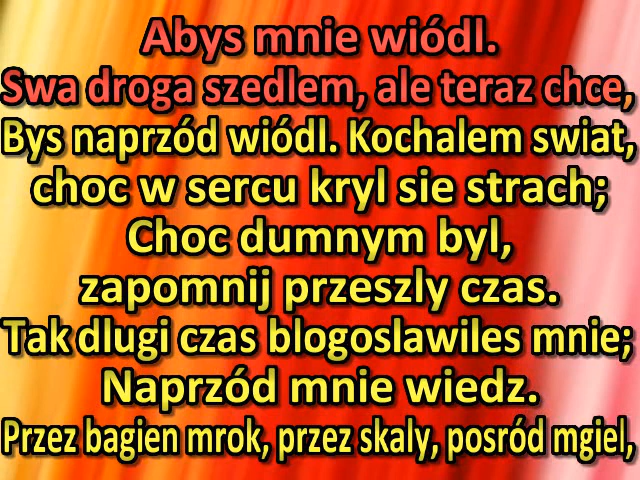 Abys mnie wiódl.
Swa droga szedlem, ale teraz chce,
Bys naprzód wiódl. Kochalem swiat,
choc w sercu kryl sie strach;
Choc dumnym byl,
zapomnij przeszly czas.
Tak dlugi czas blogoslawiles mnie;
Naprzód mnie wiedz.
Przez bagien mrok, przez skaly, posród mgiel,